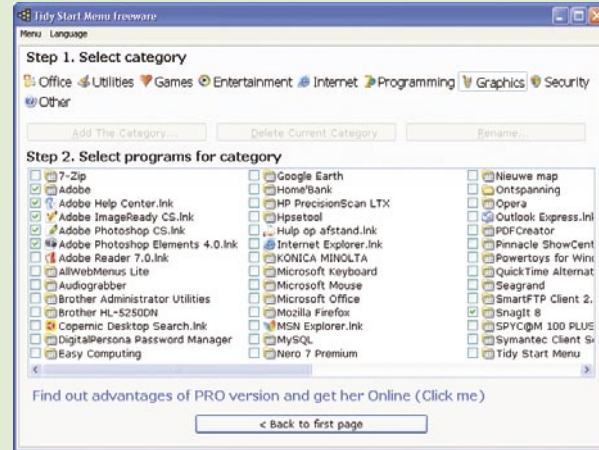 Tidy Start Menu freeware
Menu Language
Step 1. Select category
Office Utilities Games Entertainment Internet Programming Graphics Security
Other
Add The Category... Delete Current Category Rename...
Step 2. Select programs for category
7-Zip
Adobe
Adobe Help Center.lnk
Adobe ImageReady CS.lnk
Adobe Photoshop CS.lnk
Adobe Photoshop Elements 4.0.lnk
Adobe Reader 7.0.lnk
AllWebMenus Lite
Audiograbber
Brother Administrator Utilities
Brother HL-5250DN
Copernic Desktop Search.lnk
DigitalPersona Password Manager
Easy Computing
Google Earth
Home'Bank
HP PrecisionScan LTX
Hpsetool
Hulp op afstand.lnk
Internet Explorer.lnk
KONICA MINOLTA
Microsoft Keyboard
Microsoft Mouse
Microsoft Office
Mozilla Firefox
MSN Explorer.lnk
MySQL
Nero 7 Premium
Nieuwe map
Ontspanning
Opera
Outlook Express.lnk
PDFCreator
Pinnacle ShowCent
Powertoys for Wind
QuickTime Alternat
Seagrand
SmartFTP Client 2.
SnagIt 8
SPYC@M 100 PLUS
Symantec Client Se
Tidy Start Menu
Find out advantages of PRO version and get her Online (Click me)
< Back to first page